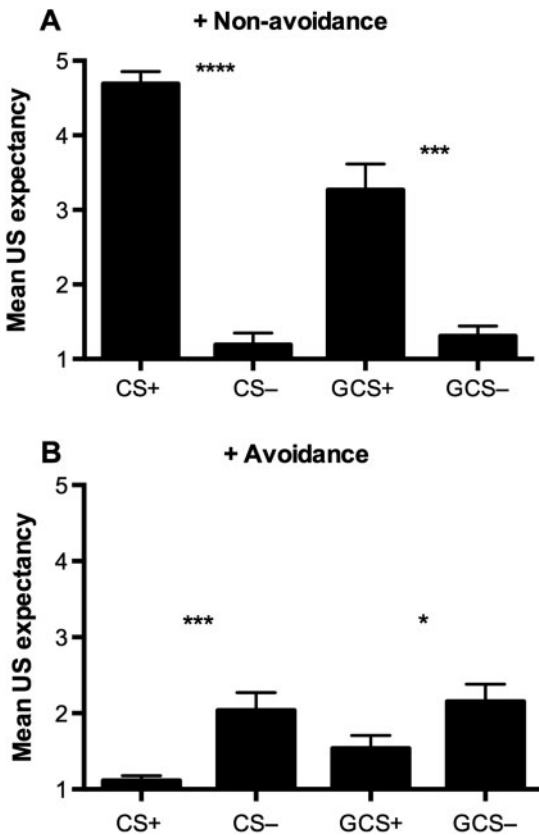 A + Non-avoidance
Mean US expectancy
5
4
3
2
1
****
***
CS+ CS– GCS+ GCS–
B + Avoidance
Mean US expectancy
5
4
3
2
1
***
*
CS+ CS– GCS+ GCS–